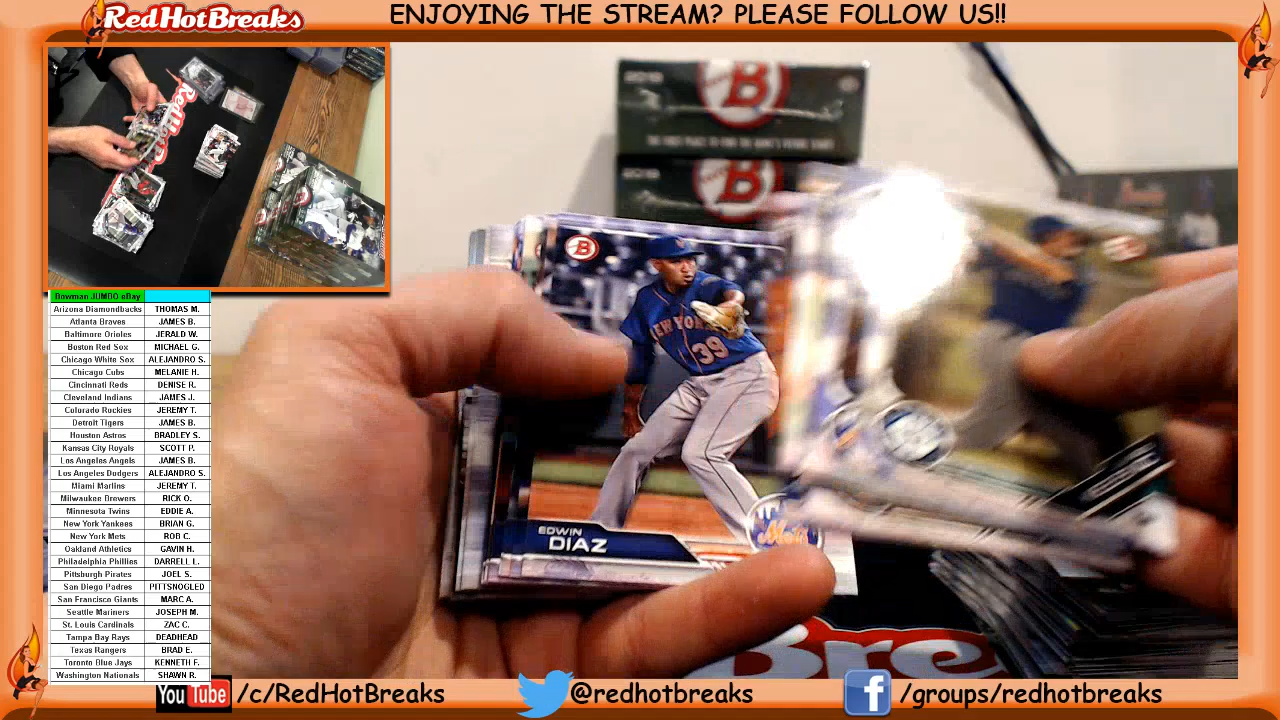 RedHotBreaks
ENJOYING THE STREAM? PLEASE FOLLOW US!!
Bowman JUMBO eBay
Arizona Diamondbacks THOMAS M.
Atlanta Braves JAMES B.
Baltimore Orioles JERALD W.
Boston Red Sox MICHAEL G.
Chicago White Sox ALEJANDRO S.
Chicago Cubs MELANIE H.
Cincinnati Reds DENISE R.
Cleveland Indians JAMES J.
Colorado Ruckies JEREMY T.
Detroit Tigers JAMES B.
Houston Astros BRADLEY S.
Kansas City Royals SCOTT P.
Los Angeles Angels JAMES B.
Los Angeles Dodgers ALEJANDRO S.
Miami Marlins JEREMY T.
Milwaukee Brewers RICK O.
Minnesota Twins EDDIE A.
New York Yankees BRIAN G.
New York Mets ROB C.
Oakland Athletics GAVIN H.
Philadelphia Phillies DARRELL L.
Pittsburgh Pirates JOEL S.
San Diego Padres PITTSNOGLED
San Francisco Giants MARC A.
Seattle Mariners JOSEPH M.
St. Louis Cardinals ZAC C.
Tampa Bay Rays DEADHEAD
Texas Rangers BRAD E.
Toronto Blue Jays KENNETH F.
Washington Nationals SHAWN R.
B
B
B
NEW YORK
39
EDWIN
DIAZ
Mets
Bre
YouTube /c/RedHotBreaks
@redhotbreaks
f /groups/redhotbreaks